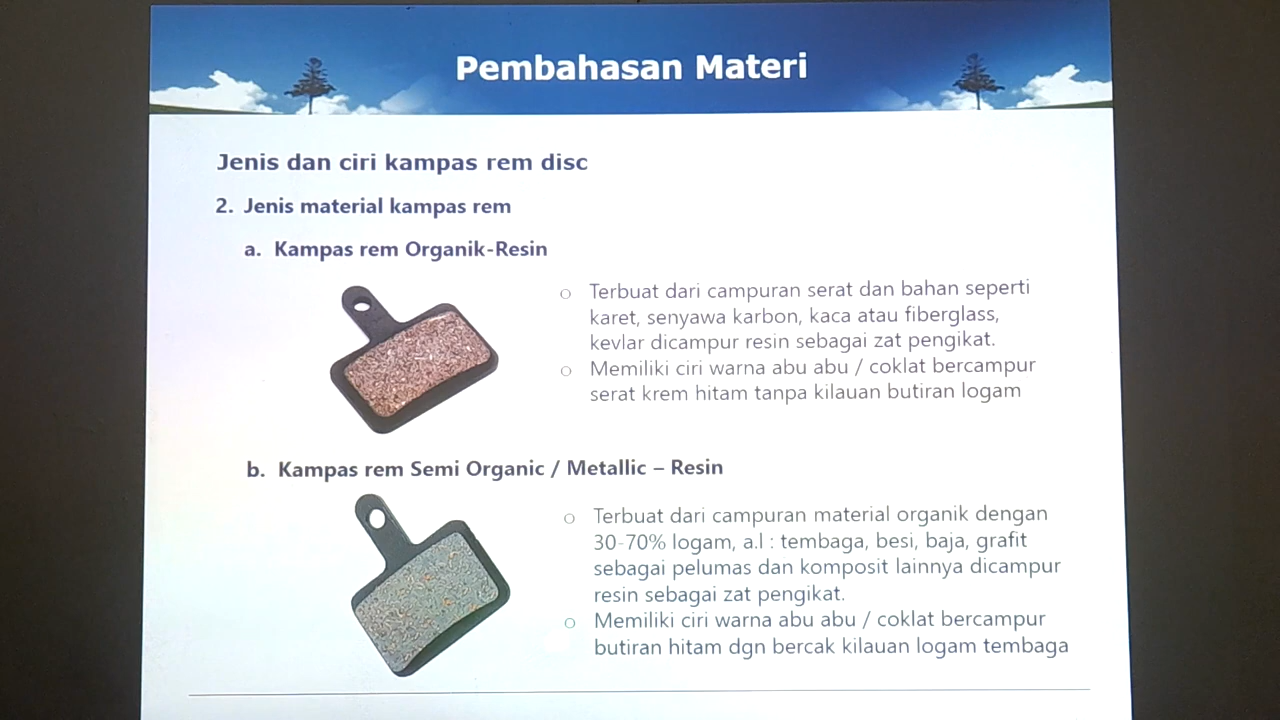 Pembahasan Materi
Jenis dan ciri kampas rem disc
2. Jenis material kampas rem
a. Kampas rem Organik-Resin
o Terbuat dari campuran serat dan bahan seperti
karet, senyawa karbon, kaca atau fiberglass,
kevlar dicampur resin sebagai zat pengikat.
o Memiliki ciri warna abu abu / coklat bercampur
serat krem hitam tanpa kilauan butiran logam
b. Kampas rem Semi Organic / Metallic – Resin
o Terbuat dari campuran material organik dengan
30-70% logam, a.l : tembaga, besi, baja, grafit
sebagai pelumas dan komposit lainnya dicampur
resin sebagai zat pengikat.
o Memiliki ciri warna abu abu / coklat bercampur
butiran hitam dgn bercak kilauan logam tembaga